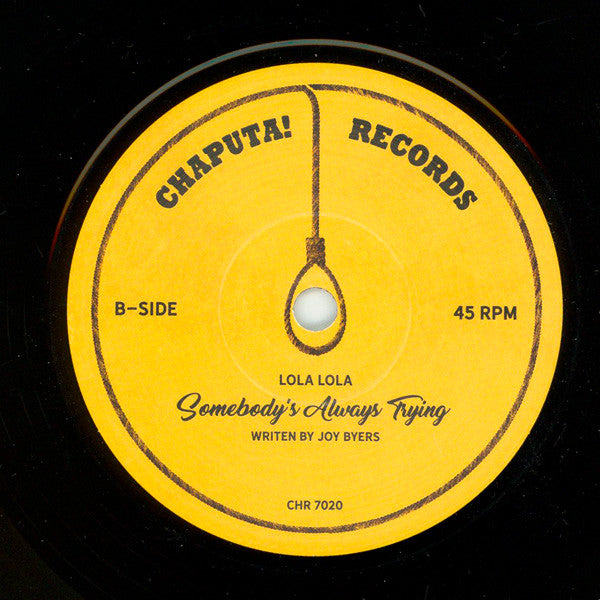 CHAPUTA! RECORDS
B-SIDE
45 RPM
LOLA LOLA
Somebody's Always Trying
WRITEN BY JOY BYERS
CHR 7020